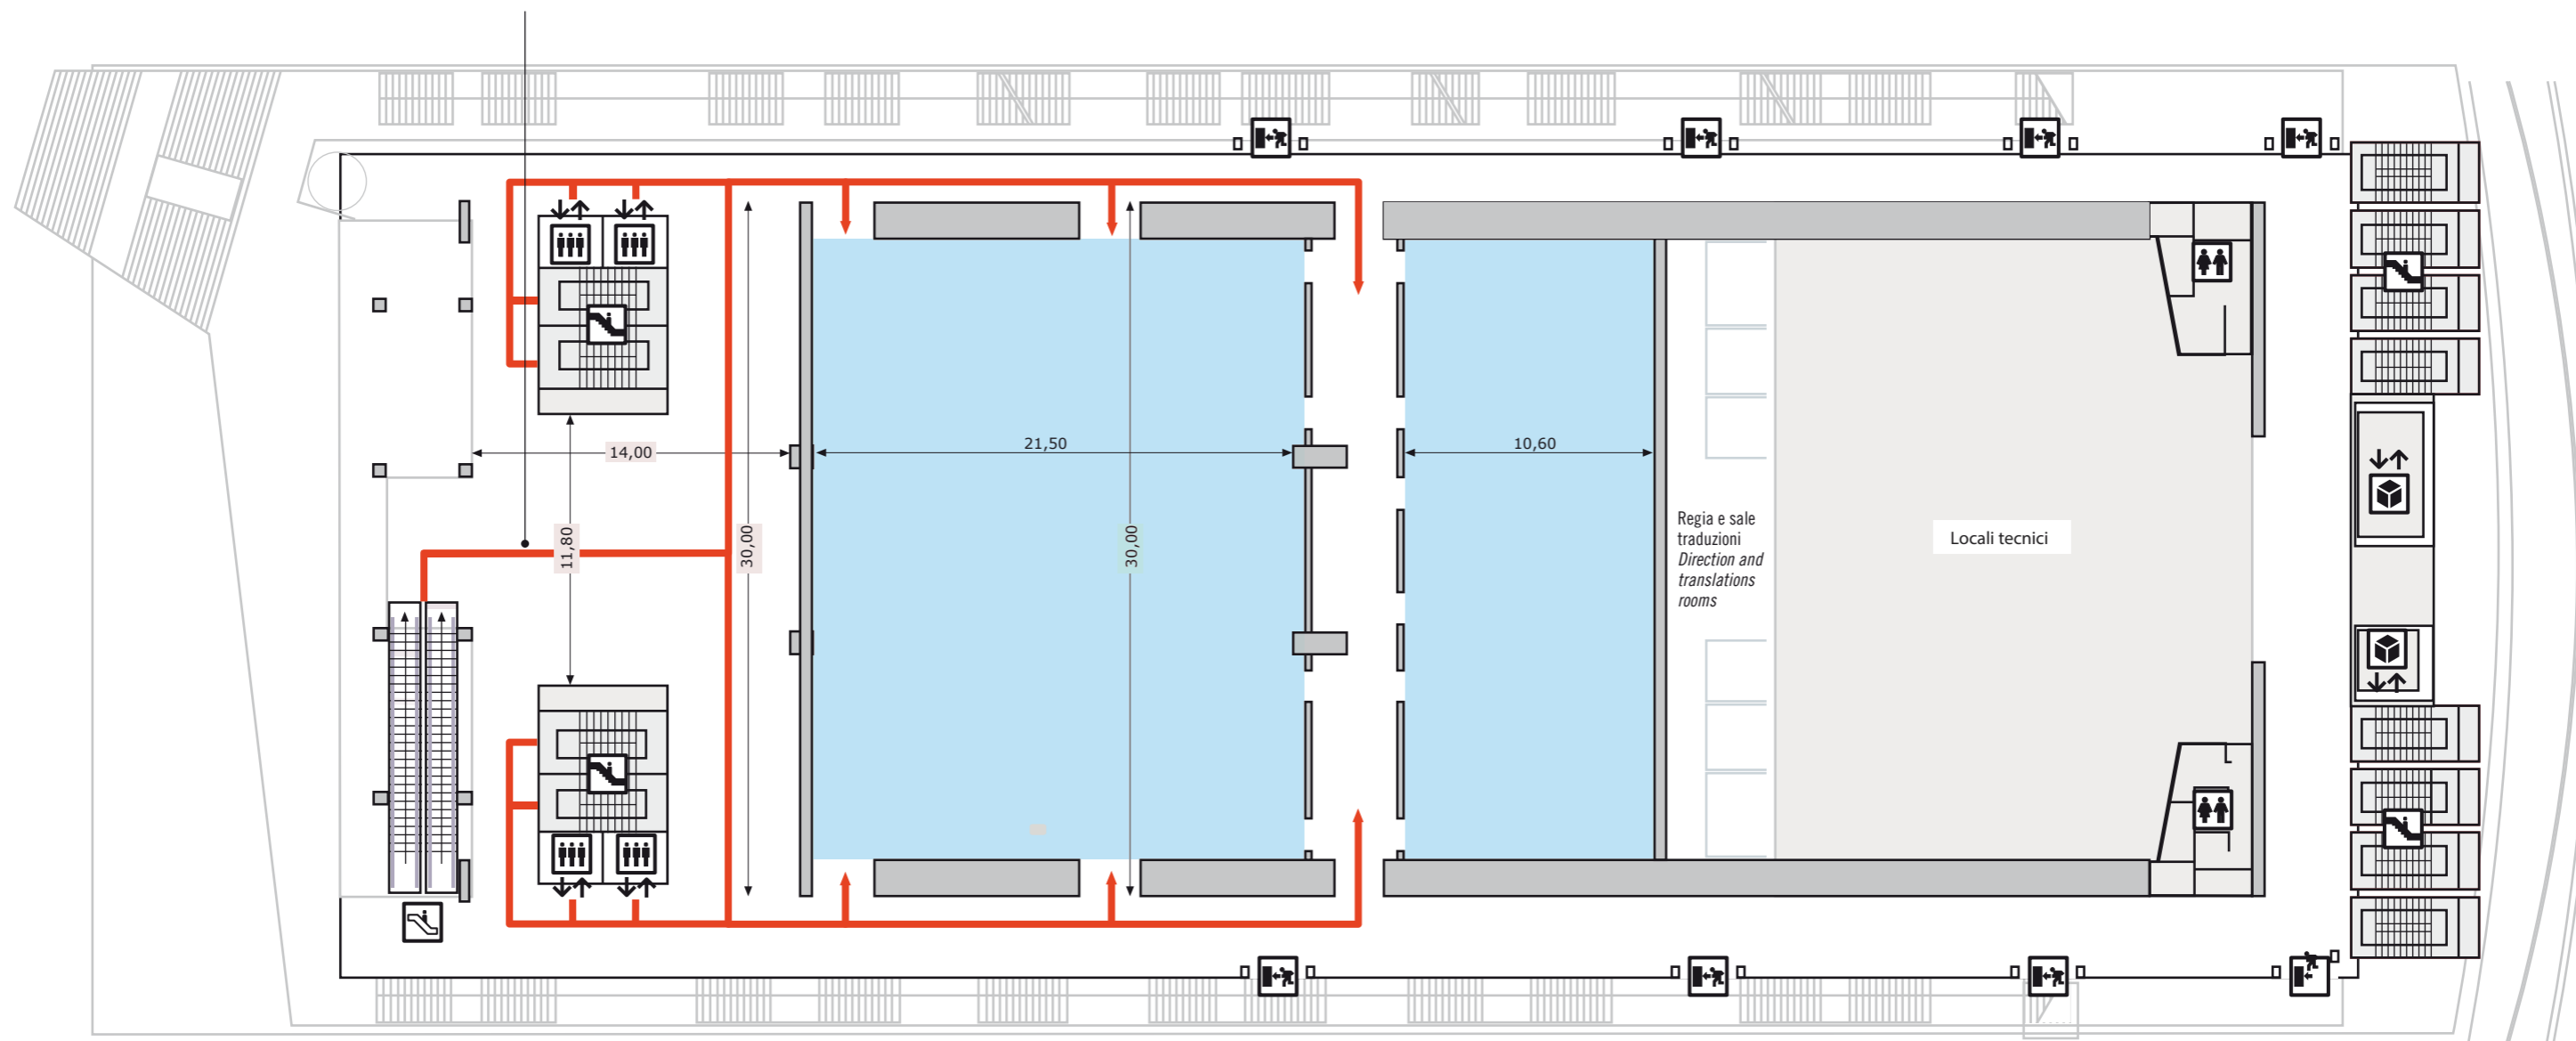 14,00
21,50
10,60
11,80
30,00
30,00
Regia e sale
traduzioni
Direction and
translations
rooms
Locali tecnici